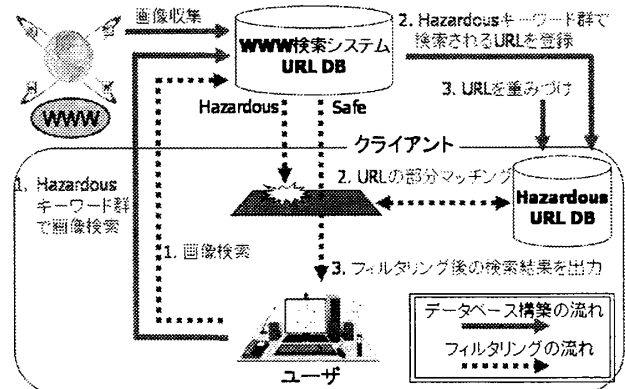 画像収集
WWW検索システム
URL DB
2. Hazardousキーワード群で
検索されるURLを登録
WWW
Hazardous
Safe
3. URLを重みづけ
クライアント
1. Hazardous
キーワード群
で画像検索
2. URLの部分マッチング
Hazardous
URL DB
1. 画像検索
3. フィルタリング後の検索結果を出力
ユーザ
データベース構築の流れ
フィルタリングの流れ